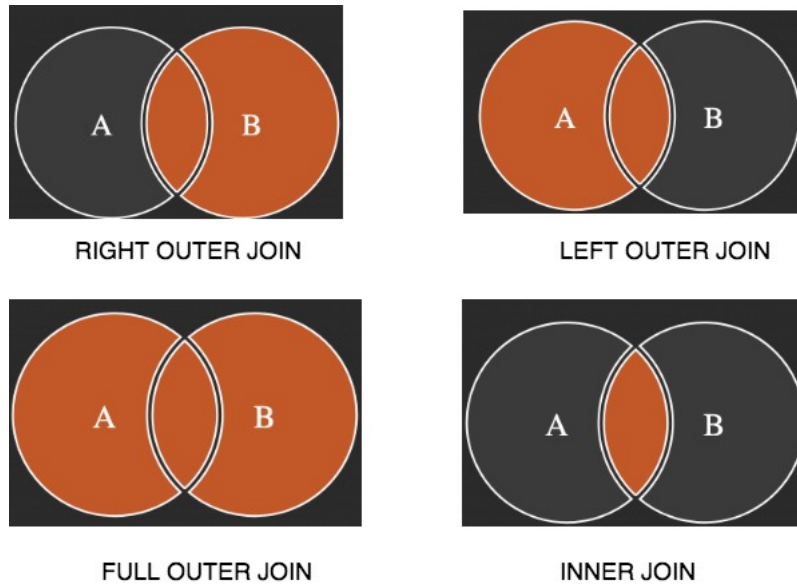 A B
A B
RIGHT OUTER JOIN
LEFT OUTER JOIN
A B
A B
FULL OUTER JOIN
INNER JOIN